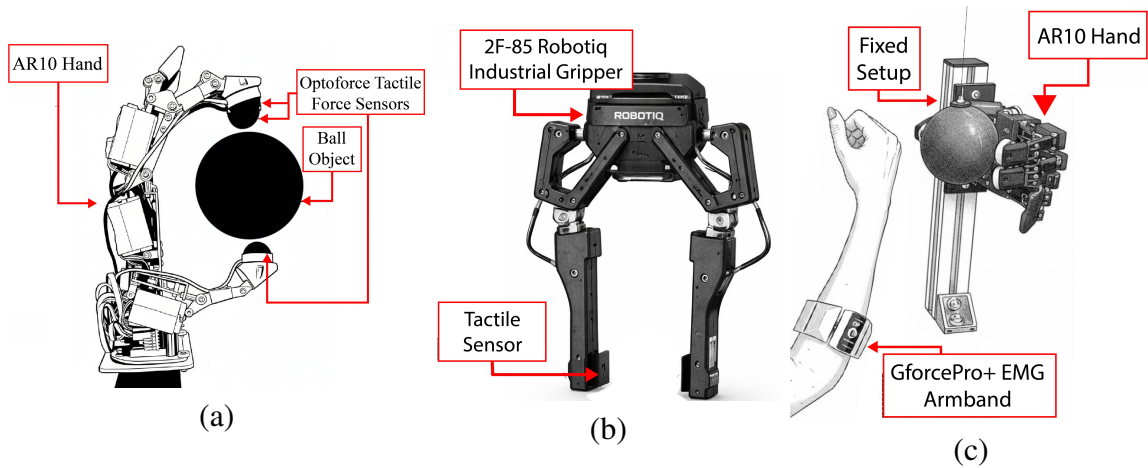 AR10 Hand
Optoforce Tactile
Force Sensors
Ball
Object
(a)
2F-85 Robotiq
Industrial Gripper
ROBOTIQ
Tactile
Sensor
(b)
Fixed
Setup
AR10 Hand
GforcePro+ EMG
Armband
(c)